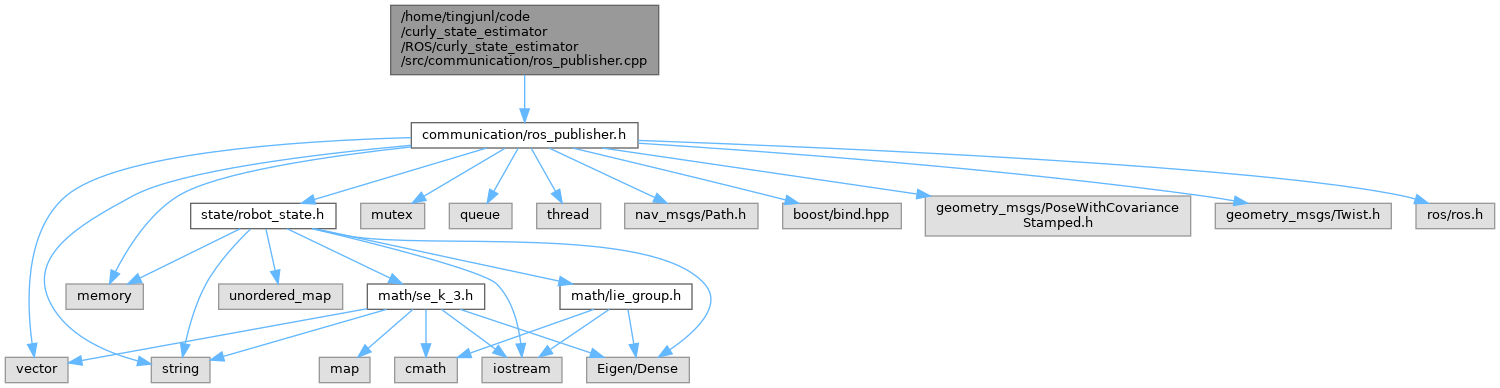 /home/tingjunl/code
/curly_state_estimator
/ROS/curly_state_estimator
/src/communication/ros_publisher.cpp
communication/ros_publisher.h
state/robot_state.h
mutex
queue
thread
nav_msgs/Path.h
boost/bind.hpp
geometry_msgs/PoseWithCovariance
Stamped.h
geometry_msgs/Twist.h
ros/ros.h
memory
unordered_map
math/se_k_3.h
math/lie_group.h
vector
string
map
cmath
iostream
Eigen/Dense